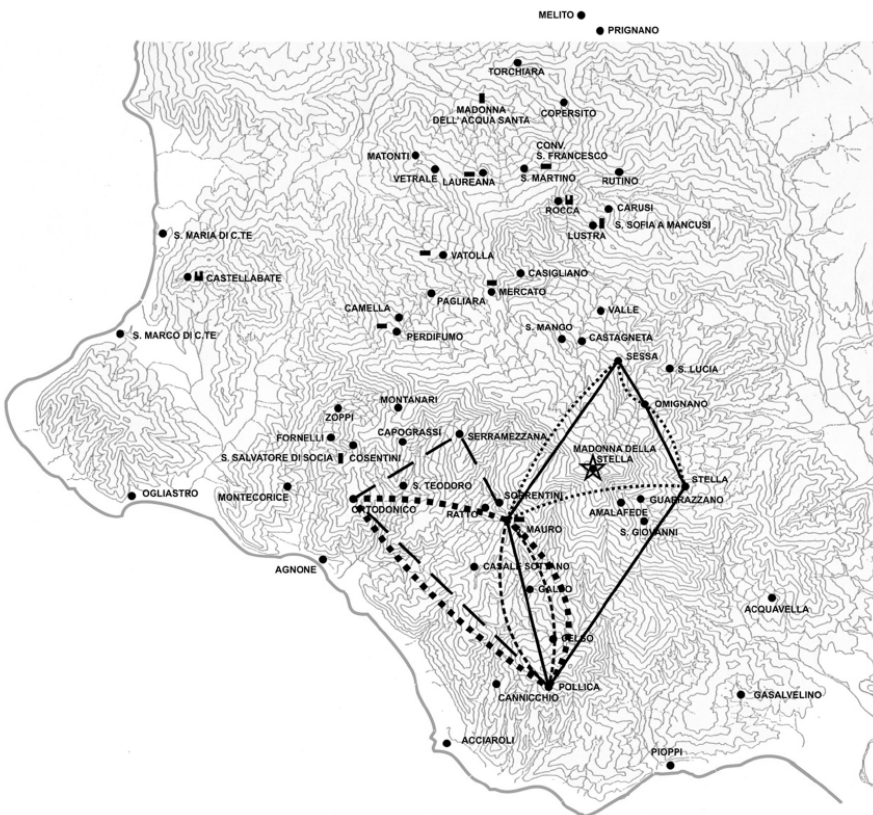 MELITO
PRIGNANO
TORCHIARA
MADONNA
DELL' ACQUA SANTA
COPERSITO
CONV.
S. FRANCESCO
MATONTI
VETRALE
LAUREANA
S. MARTINO
RUTINO
ROCCA
CARUSI
S. SOFIA A MANCUSI
LUSTRA
S. MARIA DI C.TE
VATOLLA
CASTELLABATE
CASIGLIANO
PAGLIARA
MERCATO
CAMELLA
VALLE
PERDIFUMO
S. MANGO
CASTAGNETA
S. MARCO DI C.TE
SESSA
S. LUCIA
MONTANARI
OMIGNANO
ZOPPI
FORNELLI
CAPOGRASSI
SERRAMEZZANA
MADONNA DELLA
STELLA
S. SALVATORE DI SOCIA
COSENTINI
STELLA
OGLIASTRO
MONTECORICE
S. TEODORO
SORRENTINI
GUARRAZZANO
ORTODONICO
RATTO
AMALAFEDE
S. MAURO
S. GIOVANNI
AGNONE
CASALE SOTTANO
GALDO
ACQUAVELLA
CELSO
CANNICCHIO
POLLICA
GASALVELINO
ACCIAROLI
PIOPPI